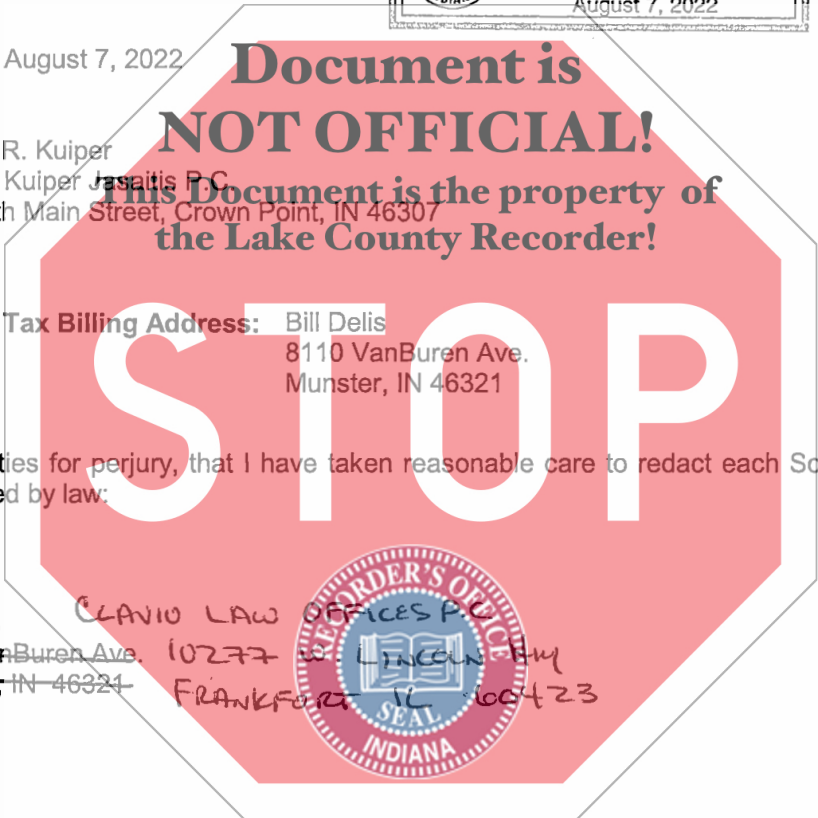 August 7, 2022
August 7, 2022
Document is
NOT OFFICIAL!
R. Kuiper
Kuiper Jasaitis P.C.
This Document is the property of
h Main Street, Crown Point, IN 46307
the Lake County Recorder!
Tax Billing Address: Bill Delis
8110 VanBuren Ave.
Munster, IN 46321
STOP
ties for perjury, that I have taken reasonable care to redact each So
ed by law:
CLAVIO LAW OFFICES P.C
nBuren Ave. 10277 W. LINCOLN Hwy
IN 46321 FRANKFORT IL 60423
RECORDER'S OFFICE
SEAL
INDIANA